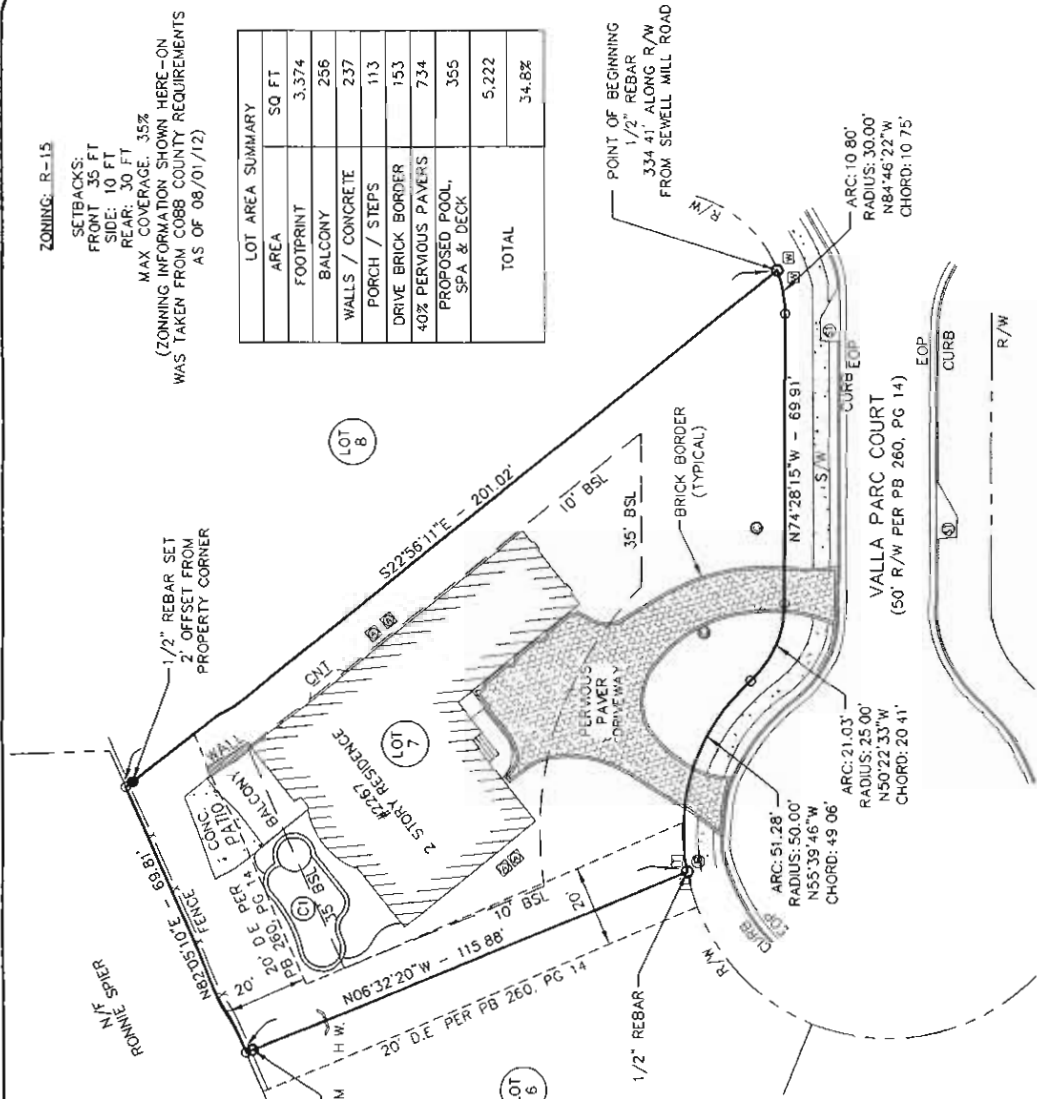 ZONING: R-15
SETBACKS:
FRONT 35 FT
SIDE: 10 FT
REAR: 30 FT
MAX COVERAGE. 35%
(ZONNING INFORMATION SHOWN HERE-ON
WAS TAKEN FROM COBB COUNTY REQUIREMENTS
AS OF 08/01/12)
LOT AREA SUMMARY
AREA SQ FT
FOOTPRINT 3,374
BALCONY 256
WALLS / CONCRETE 237
PORCH / STEPS 113
DRIVE BRICK BORDER 153
40% PERVIOUS PAVERS 734
PROPOSED POOL, 355
SPA & DECK
TOTAL 5,222
34.8%
POINT OF BEGINNING
1/2" REBAR
334 41' ALONG R/W
FROM SEWELL MILL ROAD
R/W
ARC: 10 80'
RADIUS: 30.00'
N84°46'22"W
CHORD: 10 75'
LOT
8
1/2" REBAR SET
2' OFFSET FROM
PROPERTY CORNER
S22°56'11"E - 201.02'
10' BSL
35' BSL
BRICK BORDER
(TYPICAL)
N74°28'15"W - 69.91'
S/W
CURB
EOP
VALLA PARC COURT
(50' R/W PER PB 260, PG 14)
EOP
CURB
R/W
N/F
RONNIE SPIER
N82°05'10"E - 69.81'
FENCE
CONC.
PATIO
WALL
BALCONY
20' D.E PER
PB 260, PG 14
20'
35' BSL
#2267
2 STORY RESIDENCE
LOT
7
PERVIOUS
PAVER
DRIVEWAY
10' BSL
20'
N06°32'20"W - 115.88'
20' D.E. PER PB 260, PG 14
H W.
M
LOT
6
1/2" REBAR
R/W
CURB
EOP
ARC: 51.28'
RADIUS: 50.00'
N55°39'46"W
CHORD: 49 06'
ARC: 21.03'
RADIUS: 25 00'
N50°22'33"W
CHORD: 20 41'
W
W